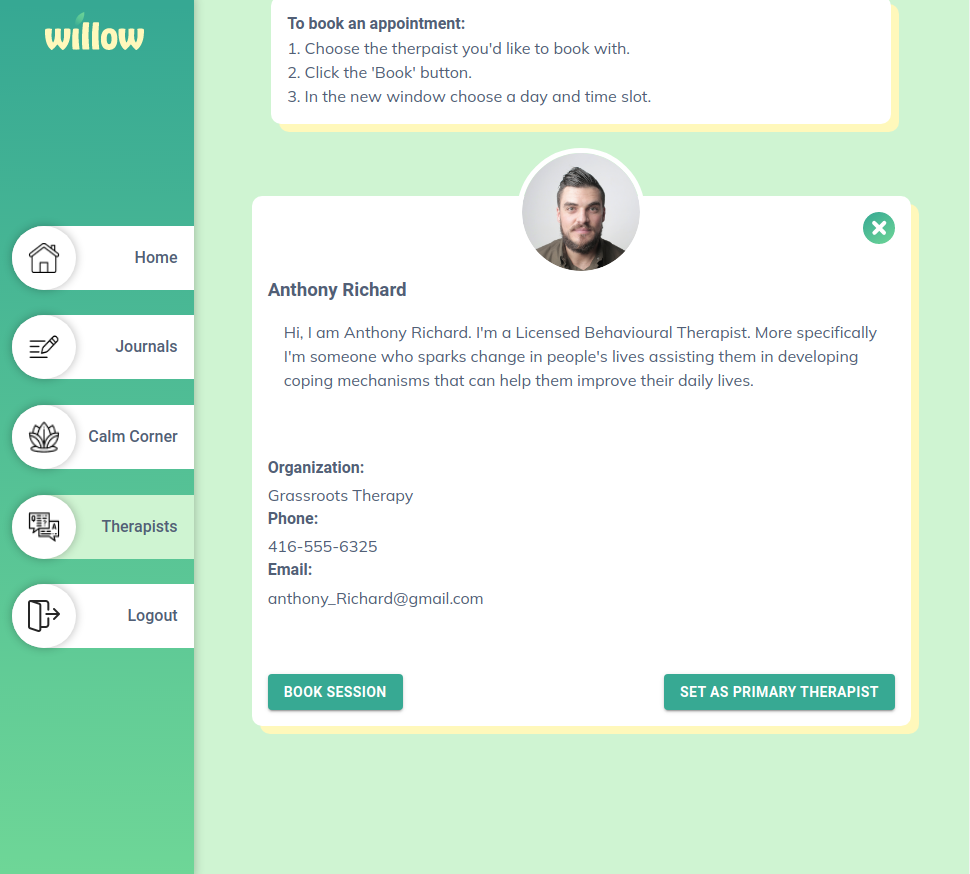 willow
To book an appointment:
1. Choose the therpaist you'd like to book with.
2. Click the 'Book' button.
3. In the new window choose a day and time slot.
Home
Journals
Calm Corner
Therapists
Logout
Anthony Richard
Hi, I am Anthony Richard. I'm a Licensed Behavioural Therapist. More specifically
I'm someone who sparks change in people's lives assisting them in developing
coping mechanisms that can help them improve their daily lives.
Organization:
Grassroots Therapy
Phone:
416-555-6325
Email:
anthony_Richard@gmail.com
BOOK SESSION
SET AS PRIMARY THERAPIST